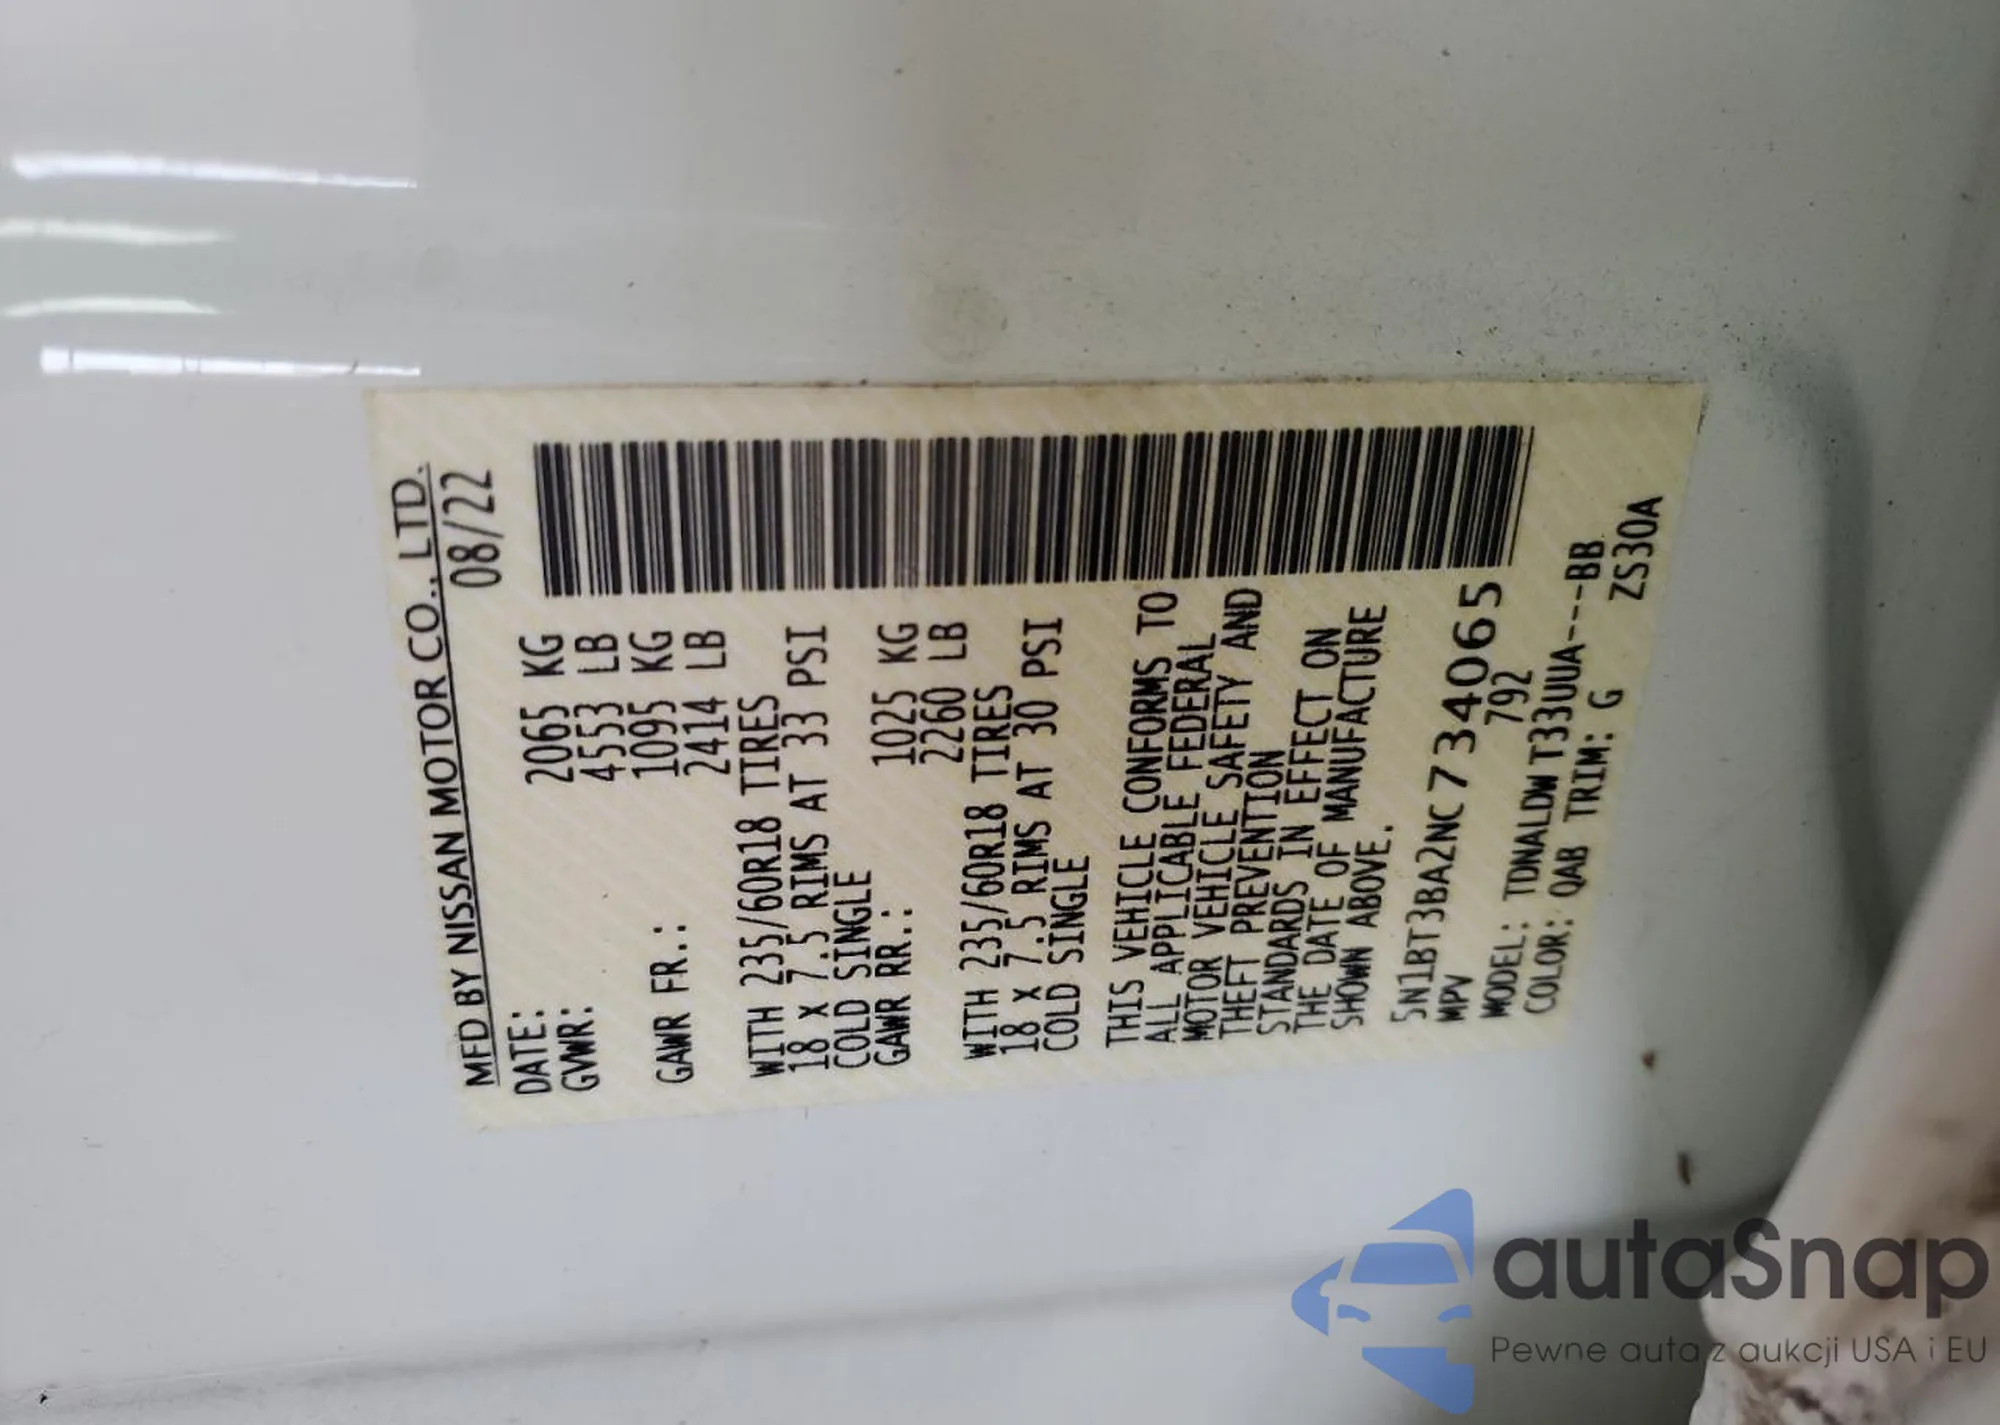 MFD BY NISSAN MOTOR CO., LTD.
DATE: 08/22
GVWR: 2065 KG
4553 LB
GAWR FR.: 1095 KG
2414 LB
WITH 235/60R18 TIRES
18 X 7.5 RIMS AT 33 PSI
COLD SINGLE
GAWR RR.: 1025 KG
2260 LB
WITH 235/60R18 TIRES
18 X 7.5 RIMS AT 30 PSI
COLD SINGLE
THIS VEHICLE CONFORMS TO
ALL APPLICABLE FEDERAL
MOTOR VEHICLE SAFETY AND
THEFT PREVENTION
STANDARDS IN EFFECT ON
THE DATE OF MANUFACTURE
SHOWN ABOVE.
5N1BT3BA2NC734065
MPV 792
MODEL: TDNALDW T33UUA---BB
COLOR: QAB TRIM: G ZS30A
autaSnap
Pewne auta z aukcji USA i EU